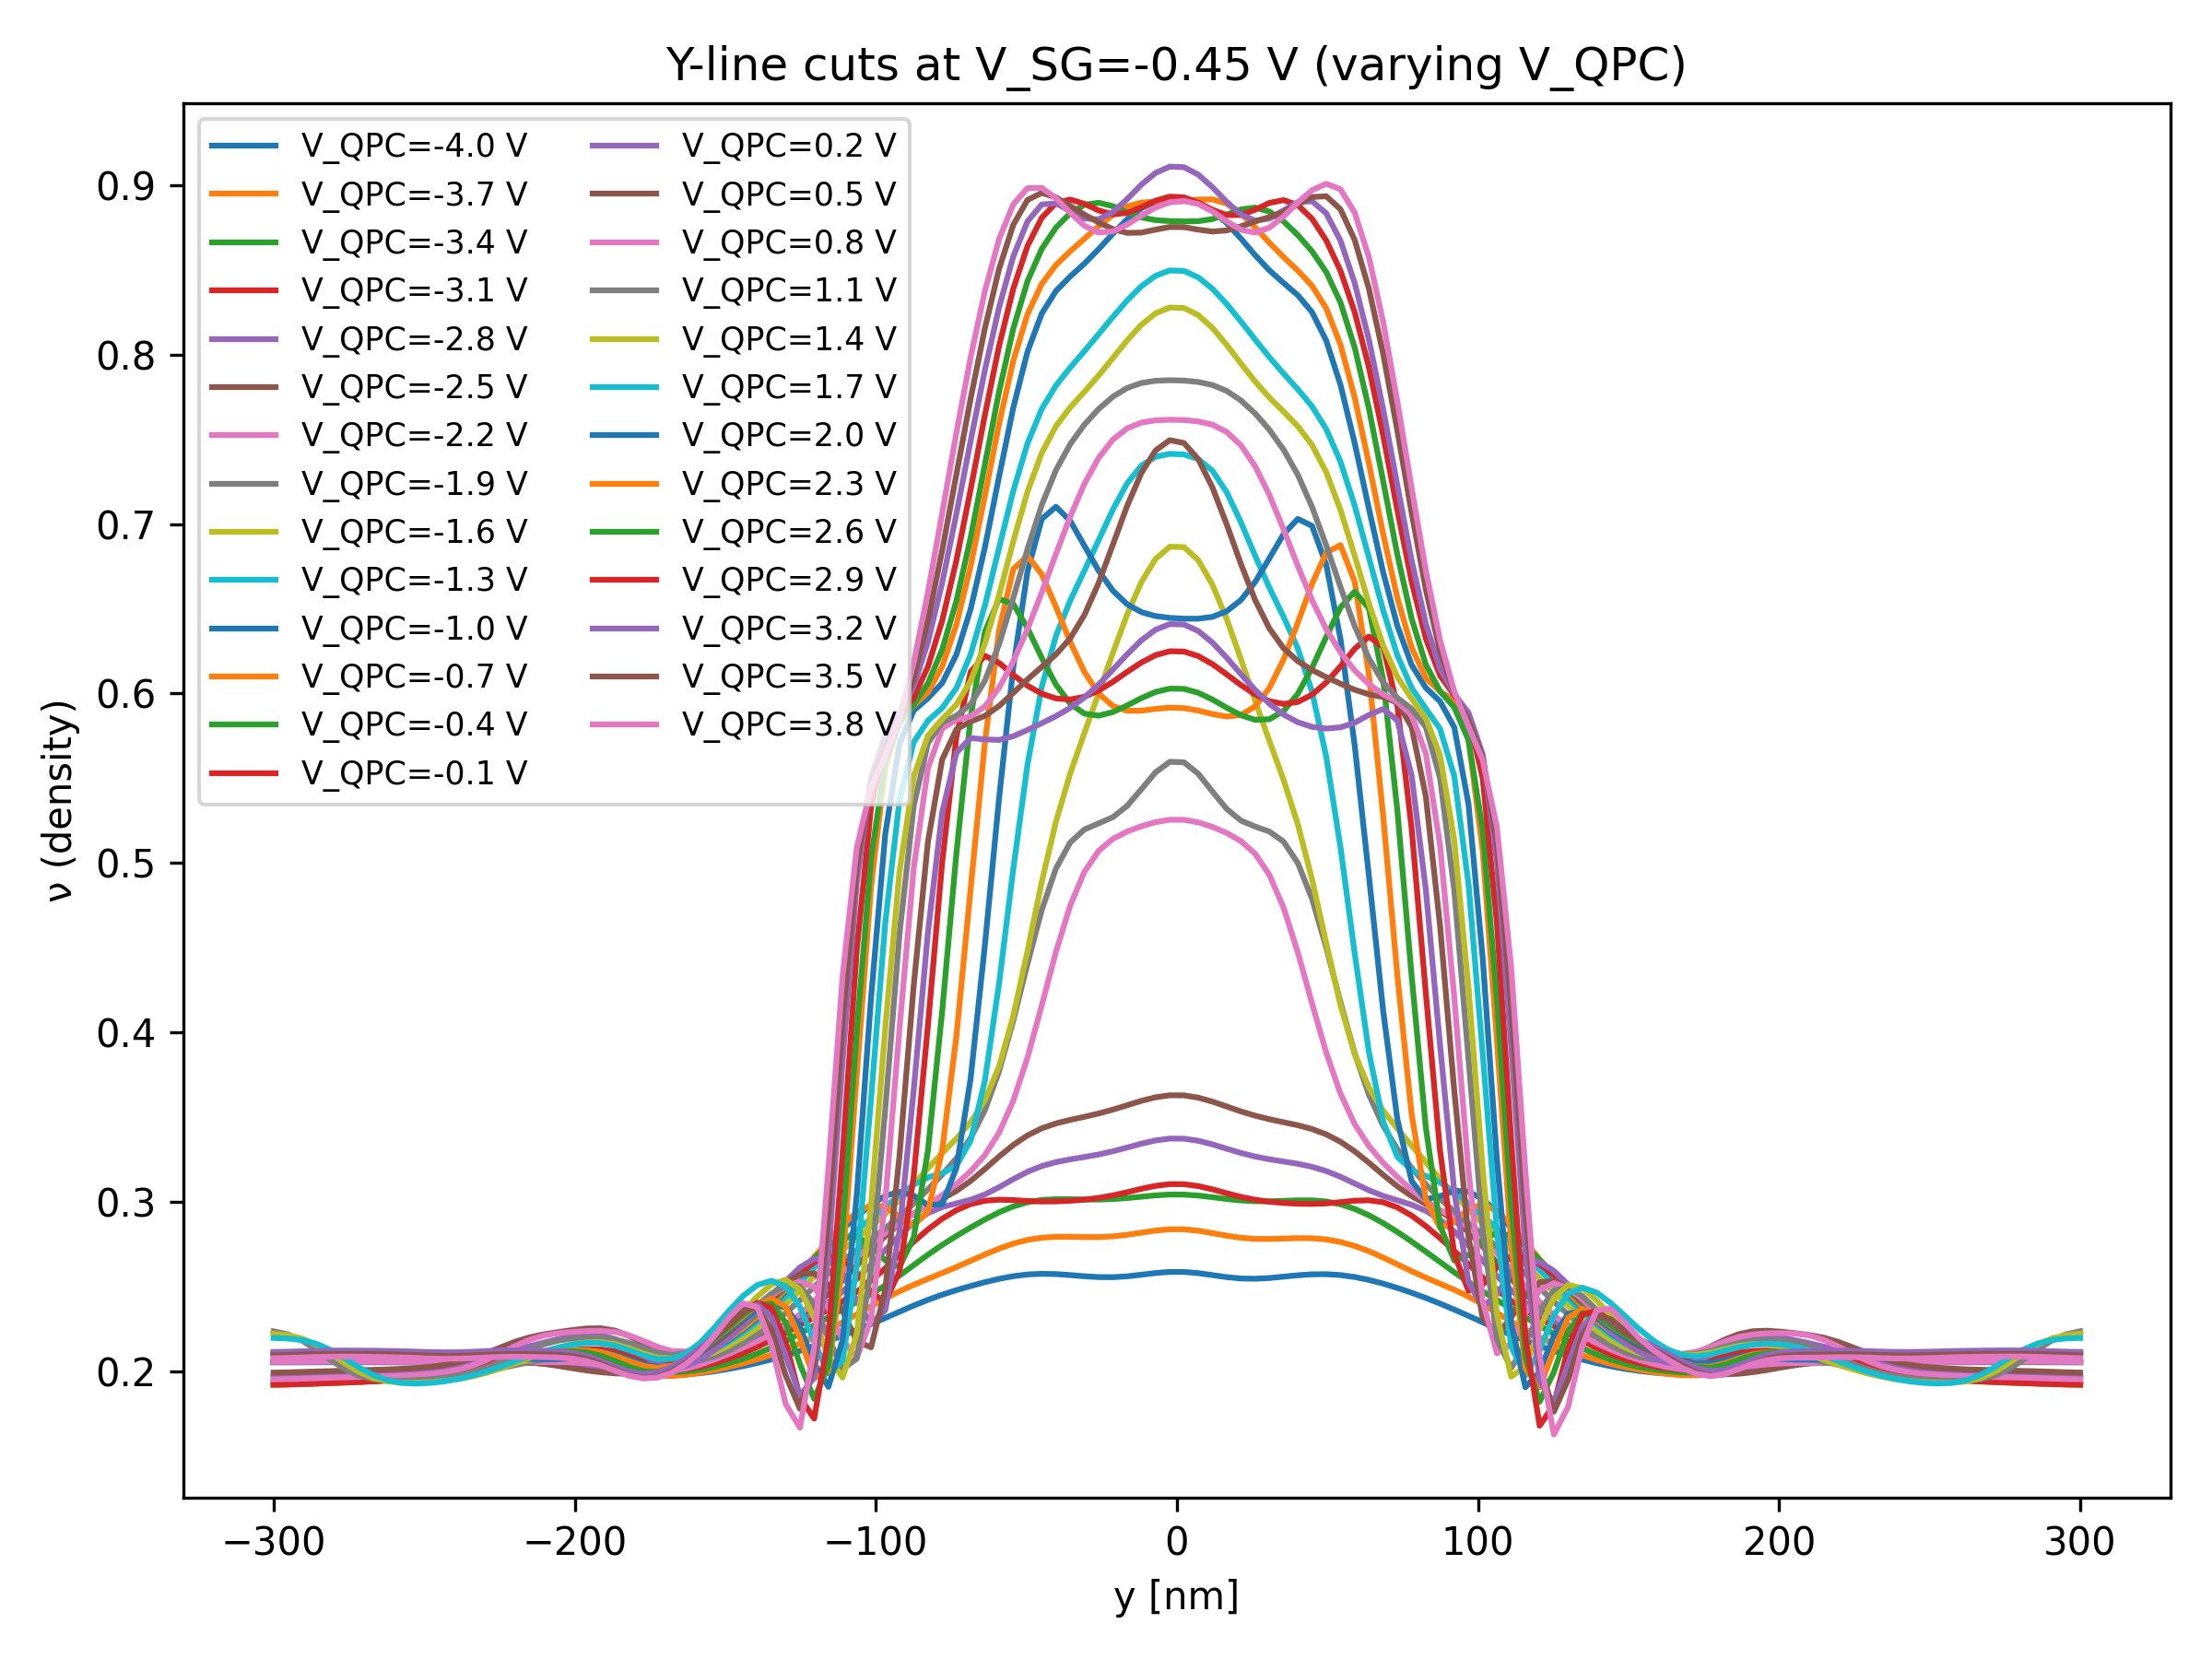 Y-line cuts at V_SG=-0.45 V (varying V_QPC)
V_QPC=-4.0 V
V_QPC=-3.7 V
V_QPC=-3.4 V
V_QPC=-3.1 V
V_QPC=-2.8 V
V_QPC=-2.5 V
V_QPC=-2.2 V
V_QPC=-1.9 V
V_QPC=-1.6 V
V_QPC=-1.3 V
V_QPC=-1.0 V
V_QPC=-0.7 V
V_QPC=-0.4 V
V_QPC=-0.1 V
V_QPC=0.2 V
V_QPC=0.5 V
V_QPC=0.8 V
V_QPC=1.1 V
V_QPC=1.4 V
V_QPC=1.7 V
V_QPC=2.0 V
V_QPC=2.3 V
V_QPC=2.6 V
V_QPC=2.9 V
V_QPC=3.2 V
V_QPC=3.5 V
V_QPC=3.8 V
ν (density)
0.9
0.8
0.7
0.6
0.5
0.4
0.3
0.2
−300
−200
−100
0
100
200
300
y [nm]